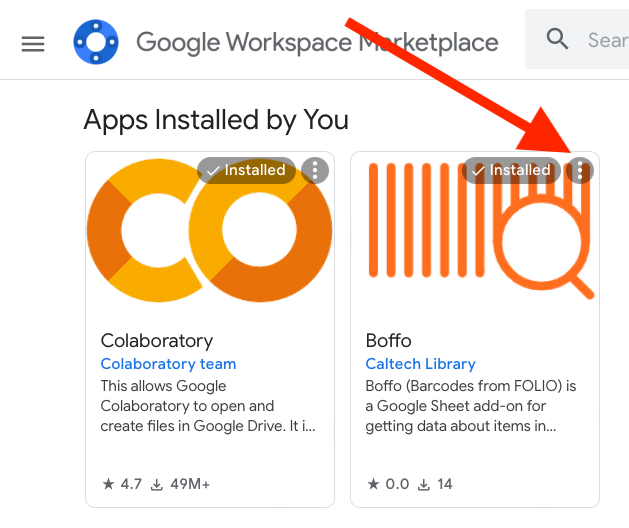 Google Workspace Marketplace
Sear
Apps Installed by You
Installed
Installed
Colaboratory
Colaboratory team
This allows Google
Colaboratory to open and
create files in Google Drive. It i...
4.7
49M+
Boffo
Caltech Library
Boffo (Barcodes from FOLIO) is
a Google Sheet add-on for
getting data about items in...
0.0
14